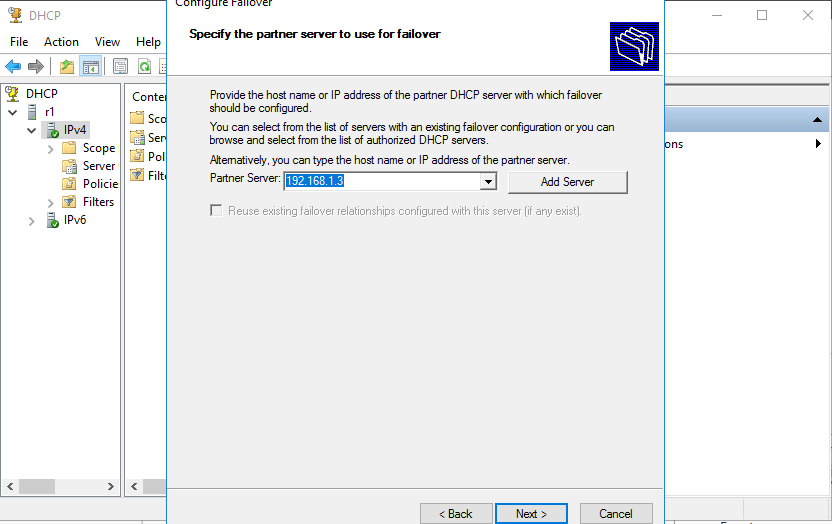 DHCP
Configure Failover
File Action View Help
Specify the partner server to use for failover
DHCP
r1
IPv4
Scope
Server
Policie
Filters
IPv6
Conter
Sco
Serv
Poli
Filte
Provide the host name or IP address of the partner DHCP server with which failover
should be configured.
You can select from the list of servers with an existing failover configuration or you can
browse and select from the list of authorized DHCP servers.
Alternatively, you can type the host name or IP address of the partner server.
Partner Server: 192.168.1.3 Add Server
Reuse existing failover relationships configured with this server (if any exist).
ons
< Back Next > Cancel